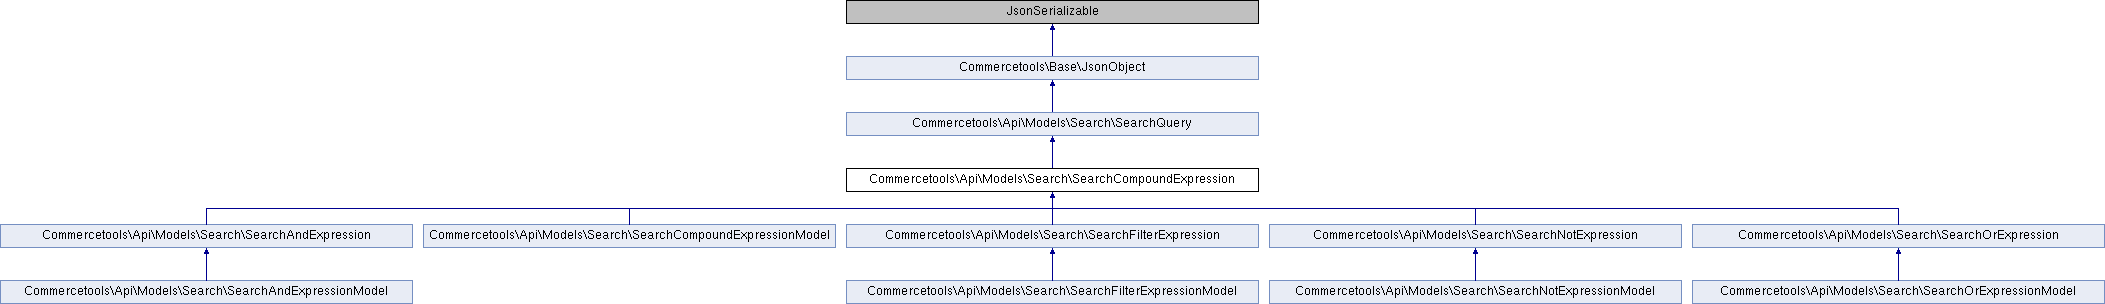 JsonSerializable
Commercetools\Base\JsonObject
Commercetools\Api\Models\Search\SearchQuery
Commercetools\Api\Models\Search\SearchCompoundExpression
Commercetools\Api\Models\Search\SearchAndExpression
Commercetools\Api\Models\Search\SearchCompoundExpressionModel
Commercetools\Api\Models\Search\SearchFilterExpression
Commercetools\Api\Models\Search\SearchNotExpression
Commercetools\Api\Models\Search\SearchOrExpression
Commercetools\Api\Models\Search\SearchAndExpressionModel
Commercetools\Api\Models\Search\SearchFilterExpressionModel
Commercetools\Api\Models\Search\SearchNotExpressionModel
Commercetools\Api\Models\Search\SearchOrExpressionModel